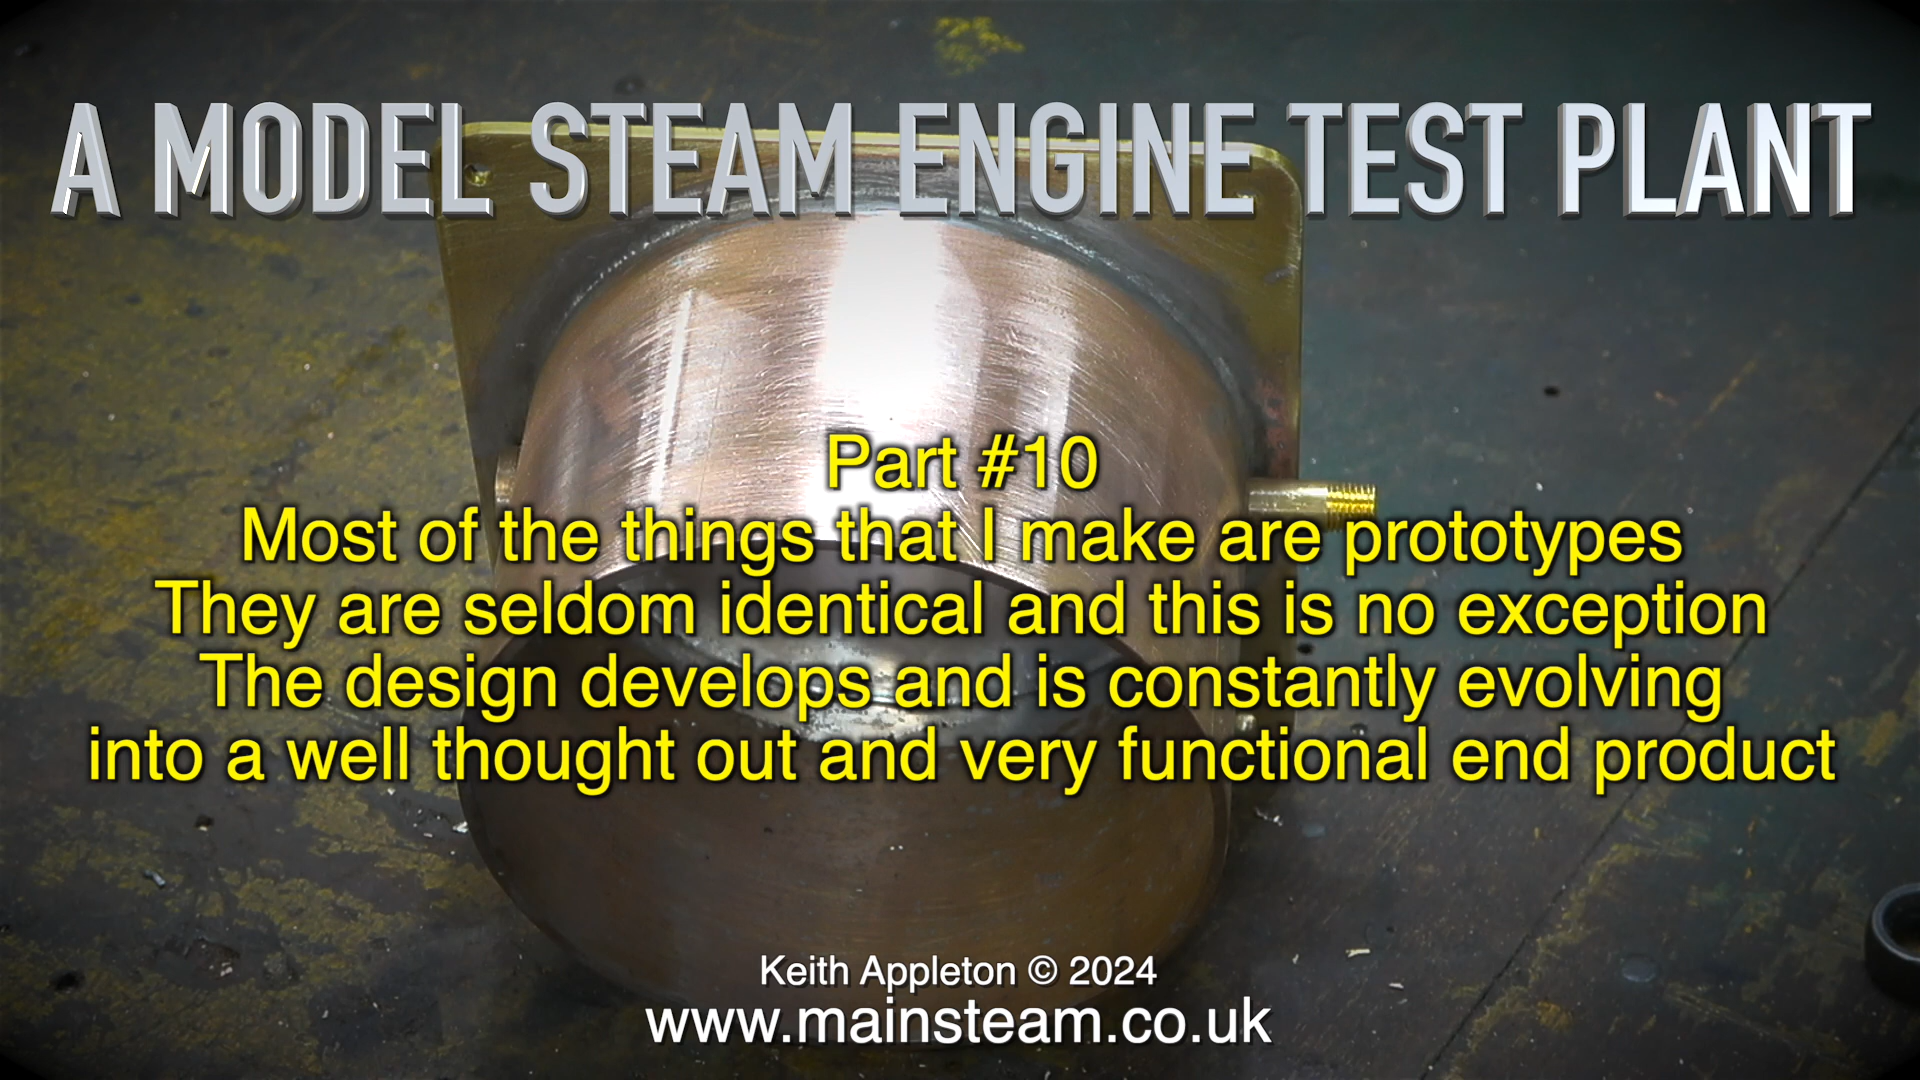 A MODEL STEAM ENGINE TEST PLANT
Part #10
Most of the things that I make are prototypes
They are seldom identical and this is no exception
The design develops and is constantly evolving
into a well thought out and very functional end product
Keith Appleton © 2024
www.mainsteam.co.uk